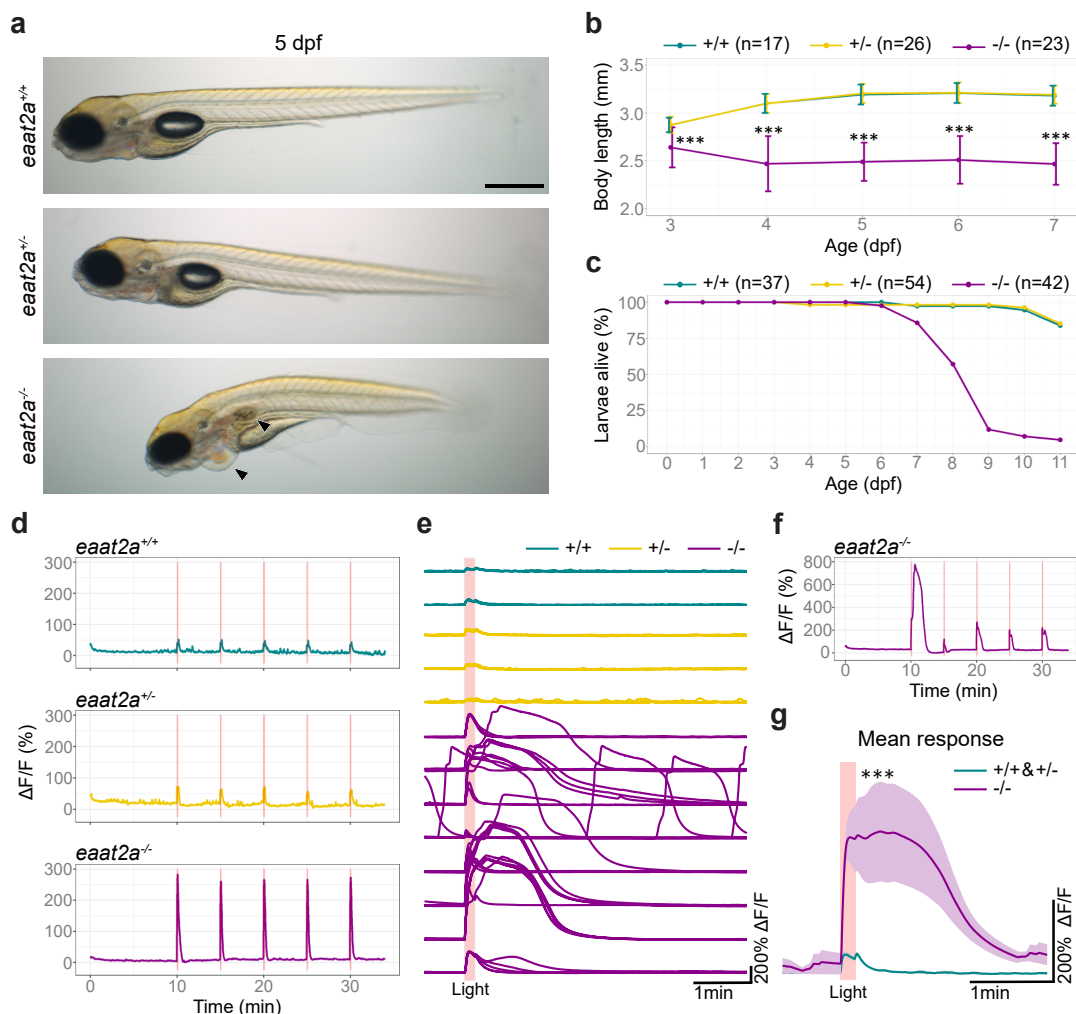 a
5 dpf
eaat2a+/+
eaat2a+/-
eaat2a-/-
b
+/+ (n=17) +/- (n=26) -/- (n=23)
Body length (mm)
3.5
3.0
2.5
2.0
*** *** *** *** ***
3 4 5 6 7
Age (dpf)
c
+/+ (n=37) +/- (n=54) -/- (n=42)
Larvae alive (%)
100
75
50
25
0
0 1 2 3 4 5 6 7 8 9 10 11
Age (dpf)
d
eaat2a+/+
300
200
100
0
eaat2a+/-
300
200
100
0
ΔF/F (%)
eaat2a-/-
300
200
100
0
0 10 20 30
Time (min)
e
+/+ +/- -/-
Light
200% ΔF/F
1min
f
eaat2a-/-
ΔF/F (%)
800
600
400
200
0
0 10 20 30
Time (min)
g
Mean response
***
+/+&+/-
-/-
Light
200% ΔF/F
1min